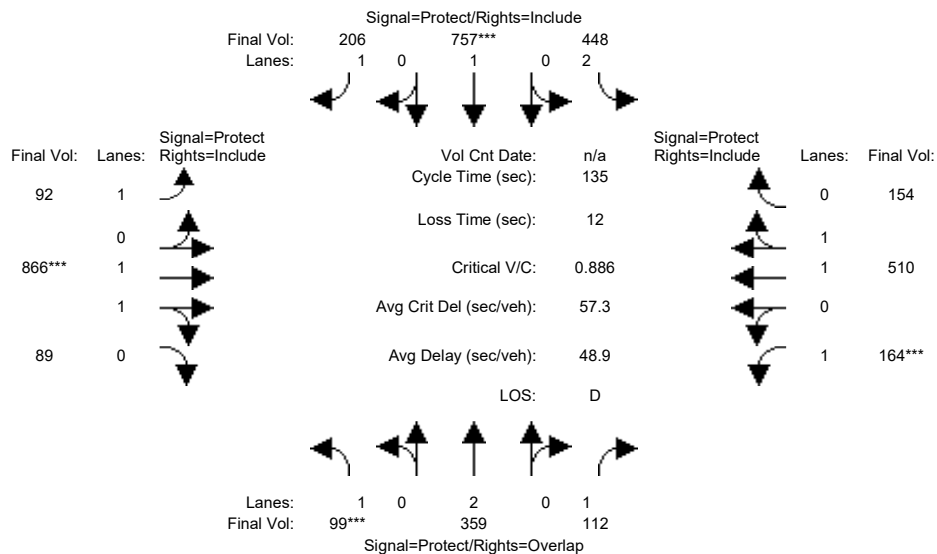 Signal=Protect/Rights=Include
Final Vol: 206 757*** 448
Lanes: 1 0 1 0 2
Signal=Protect
Final Vol: Lanes: Rights=Include
Vol Cnt Date: n/a
Signal=Protect
Rights=Include Lanes: Final Vol:
Cycle Time (sec): 135
92 1
0 154
Loss Time (sec): 12
0
1
866*** 1
Critical V/C: 0.886
1 510
1
Avg Crit Del (sec/veh): 57.3
0
89 0
Avg Delay (sec/veh): 48.9
1 164***
LOS: D
Lanes: 1 0 2 0 1
Final Vol: 99*** 359 112
Signal=Protect/Rights=Overlap